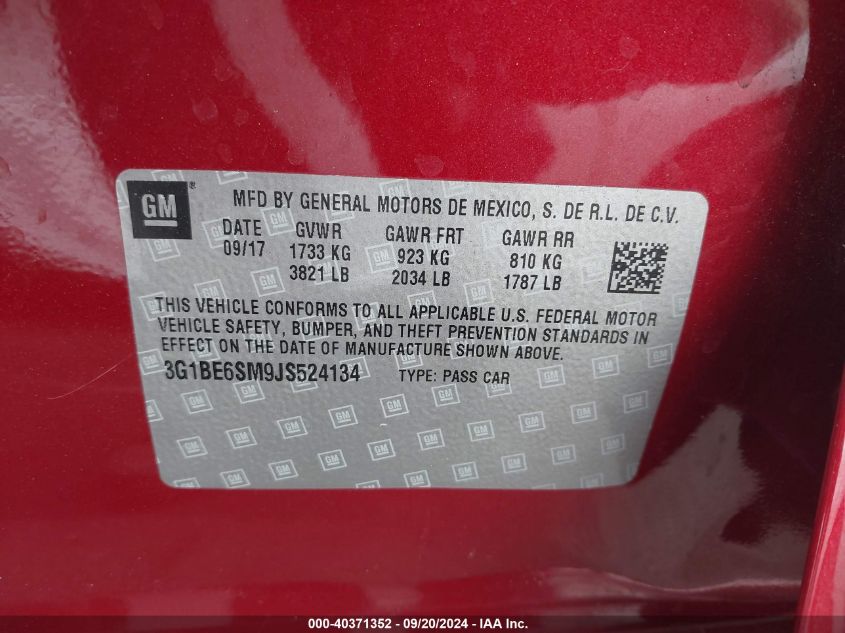 GM ®
MFD BY GENERAL MOTORS DE MEXICO, S. DE R.L. DE C.V.
DATE GVWR GAWR FRT GAWR RR
09/17 1733 KG 923 KG 810 KG
3821 LB 2034 LB 1787 LB
THIS VEHICLE CONFORMS TO ALL APPLICABLE U.S. FEDERAL MOTOR
VEHICLE SAFETY, BUMPER, AND THEFT PREVENTION STANDARDS IN
EFFECT ON THE DATE OF MANUFACTURE SHOWN ABOVE.
3G1BE6SM9JS524134 TYPE: PASS CAR
000-40371352 - 09/20/2024 - IAA Inc.